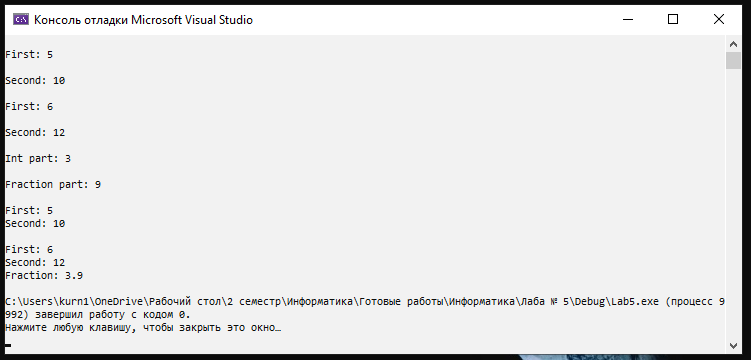 Консоль отладки Microsoft Visual Studio
First: 5
Second: 10
First: 6
Second: 12
Int part: 3
Fraction part: 9
First: 5
Second: 10
First: 6
Second: 12
Fraction: 3.9
C:\Users\kurn1\OneDrive\Рабочий стол\2 семестр\Информатика\Готовые работы\Информатика\Лаба № 5\Debug\Lab5.exe (процесс 9
992) завершил работу с кодом 0.
Нажмите любую клавишу, чтобы закрыть это окно…